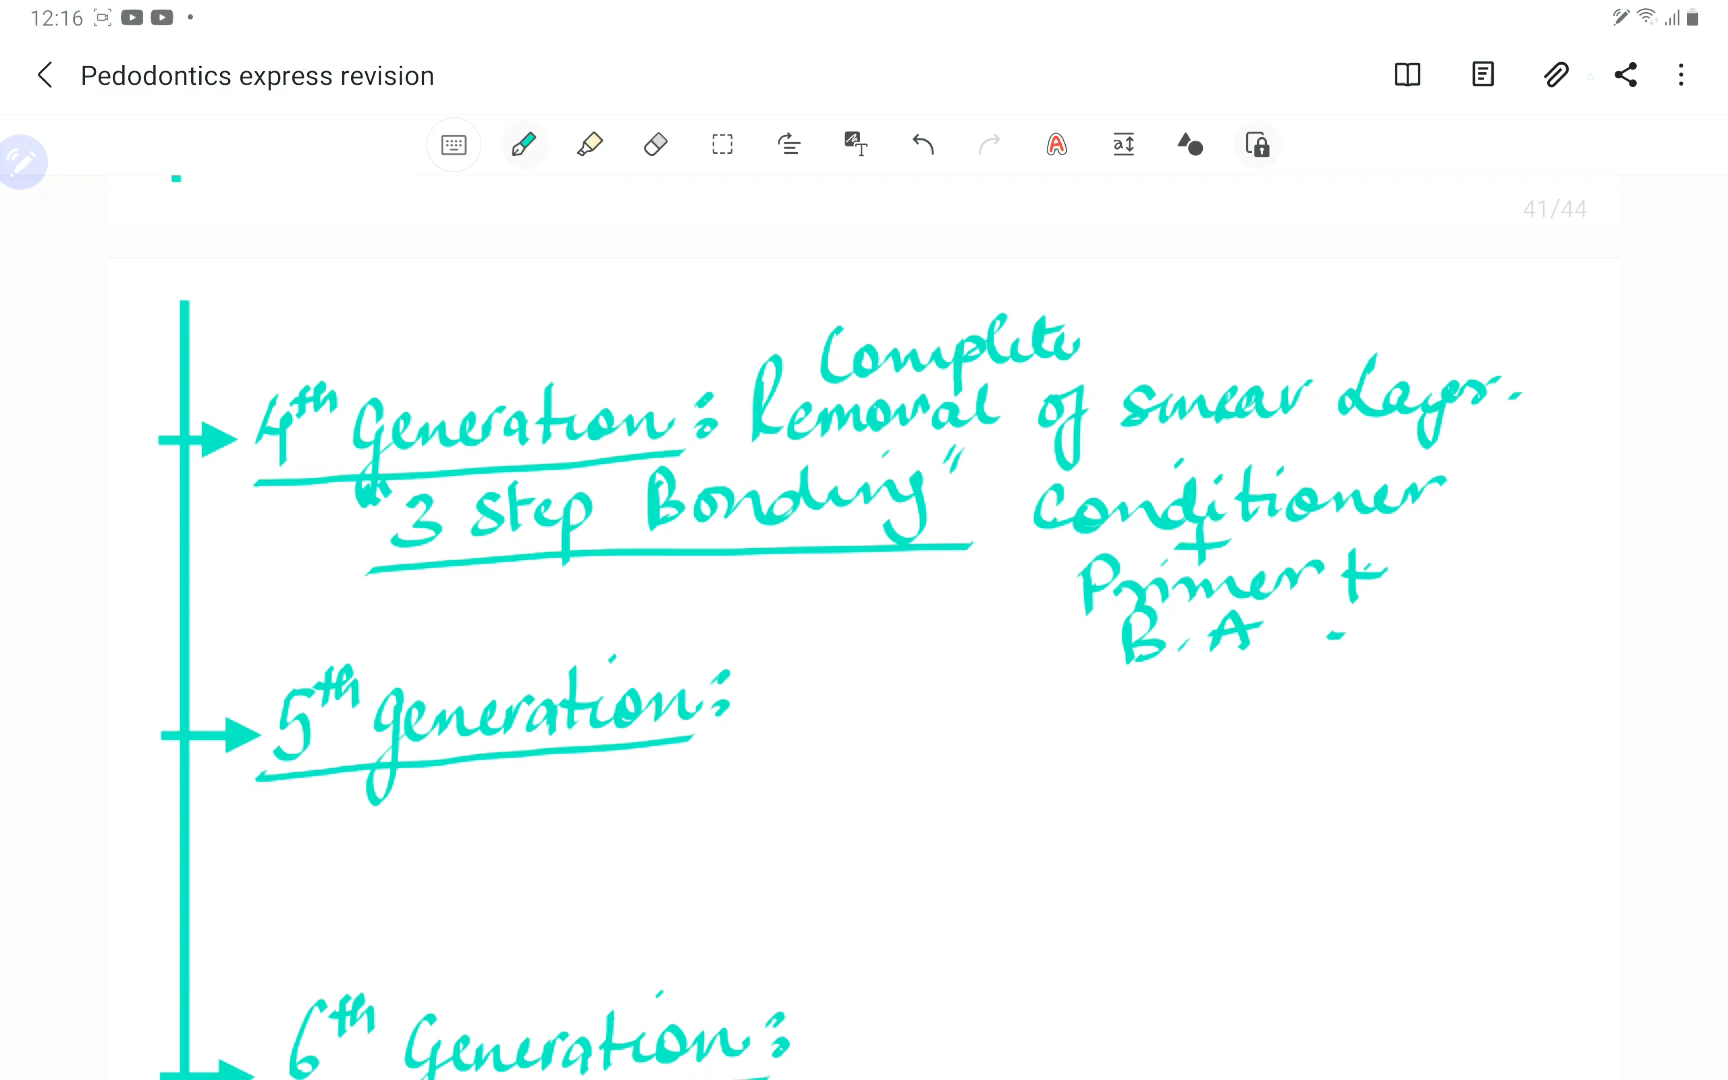 12:16
Pedodontics express revision
41/44
Complete
4th Generation: Removal of smear Layer.
"3 Step Bonding" Conditioner
+
Primer +
B.A.
5th generation:
6th Generation: